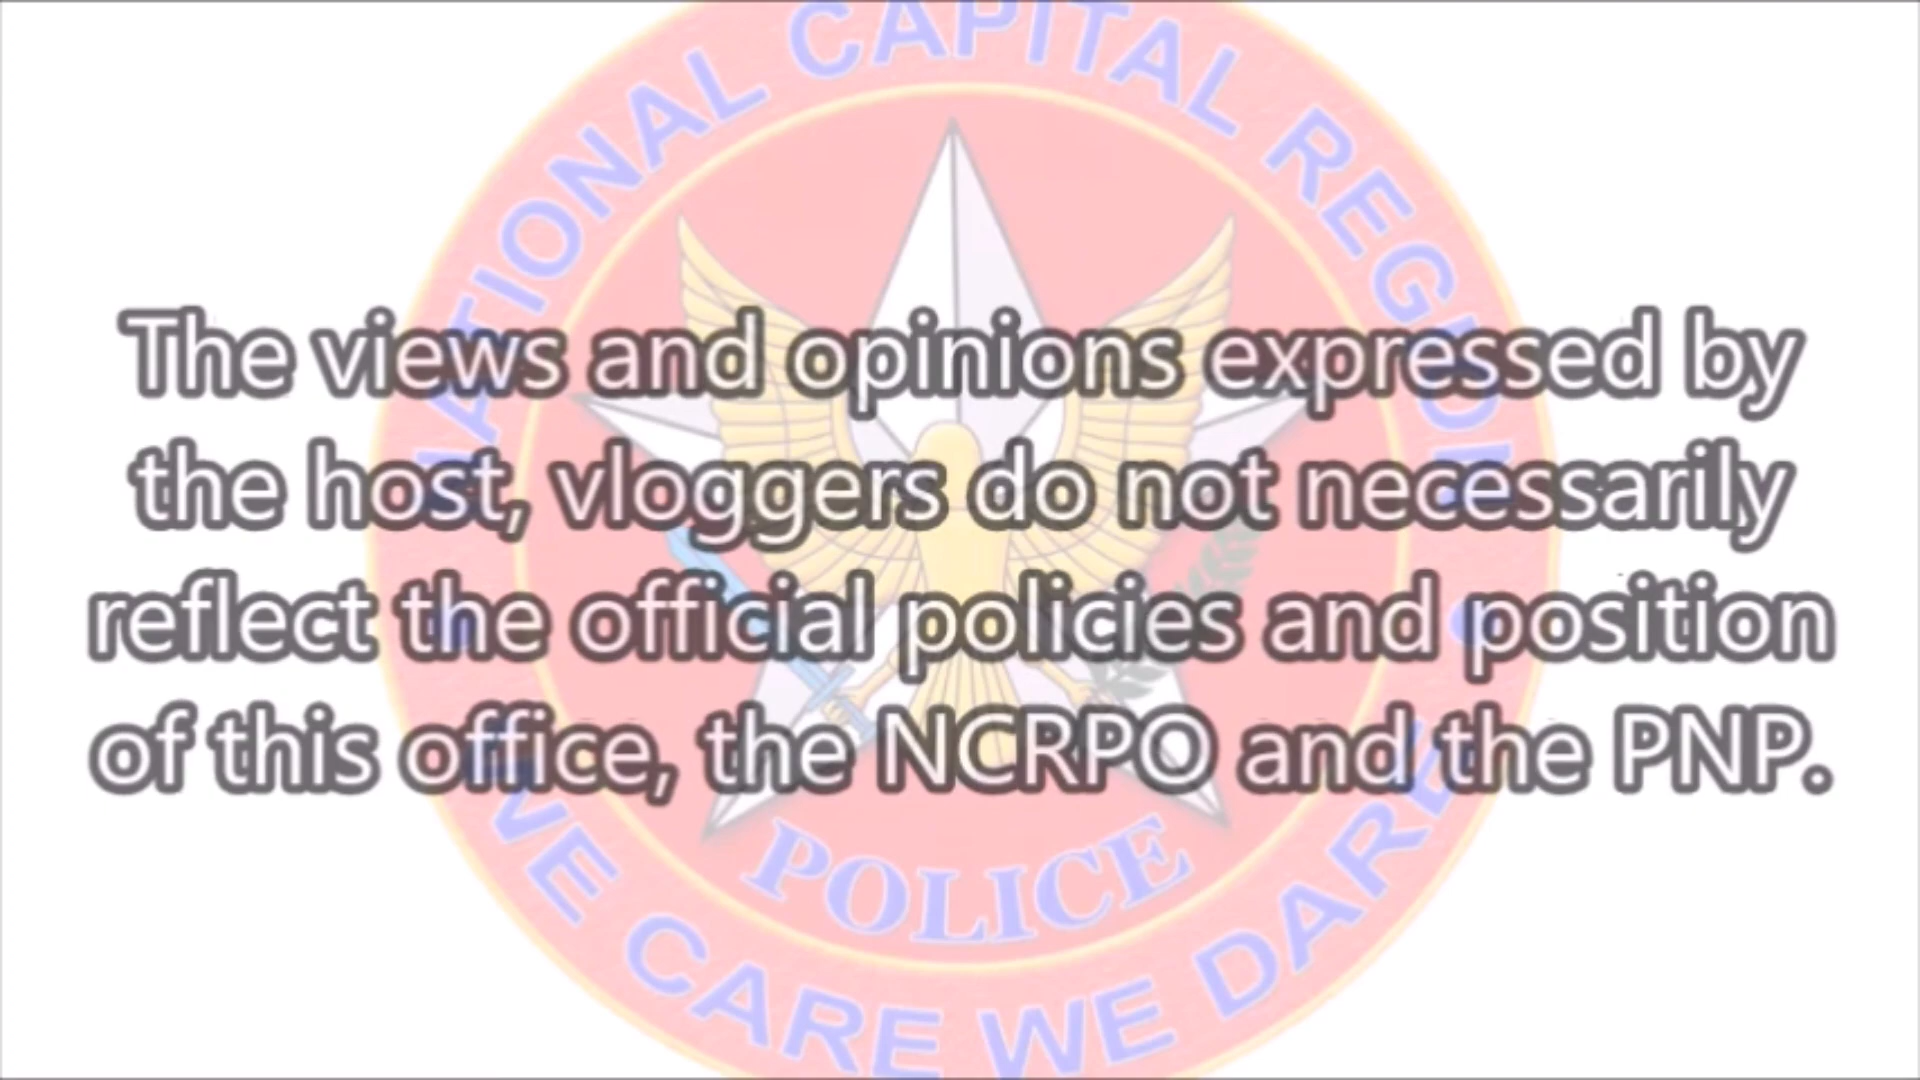 NATIONAL CAPITAL REGION
The views and opinions expressed by
the host, vloggers do not necessarily
reflect the official policies and position
of this office, the NCRPO and the PNP.
POLICE
WE CARE WE DARE